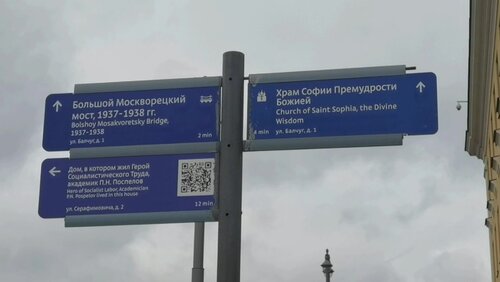 Большой Москворецкий
мост, 1937-1938 гг.
Bolshoy Moskvoretsky Bridge,
1937-1938
ул. Балчуг, д. 1
2 min
Дом, в котором жил Герой
Социалистического Труда,
академик П.Н. Поспелов
Hero of Socialist Labor, Academician
P.N. Pospelov lived in this house
ул. Серафимовича, д. 2
12 min
Храм Софии Премудрости
Божией
Church of Saint Sophia, the Divine
Wisdom
4 min
ул. Балчуг, д. 1